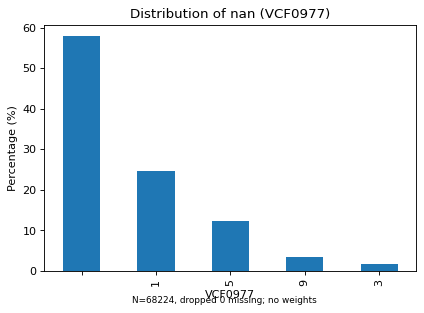 Distribution of nan (VCF0977)
Percentage (%)
60
50
40
30
20
10
0
1
5
9
3
VCF0977
N=68224, dropped 0 missing; no weights